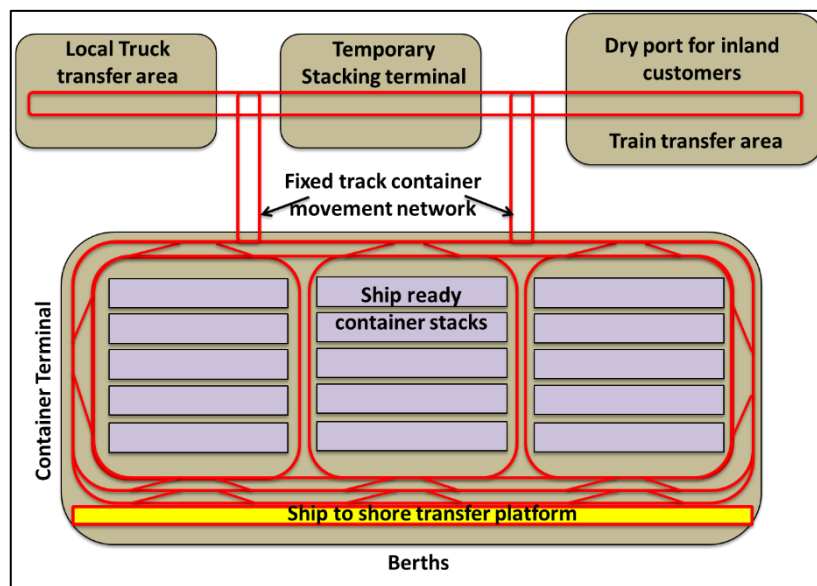 Local Truck
transfer area
Temporary
Stacking terminal
Dry port for inland
customers
Train transfer area
Fixed track container
movement network
Container Terminal
Ship ready
container stacks
Ship to shore transfer platform
Berths